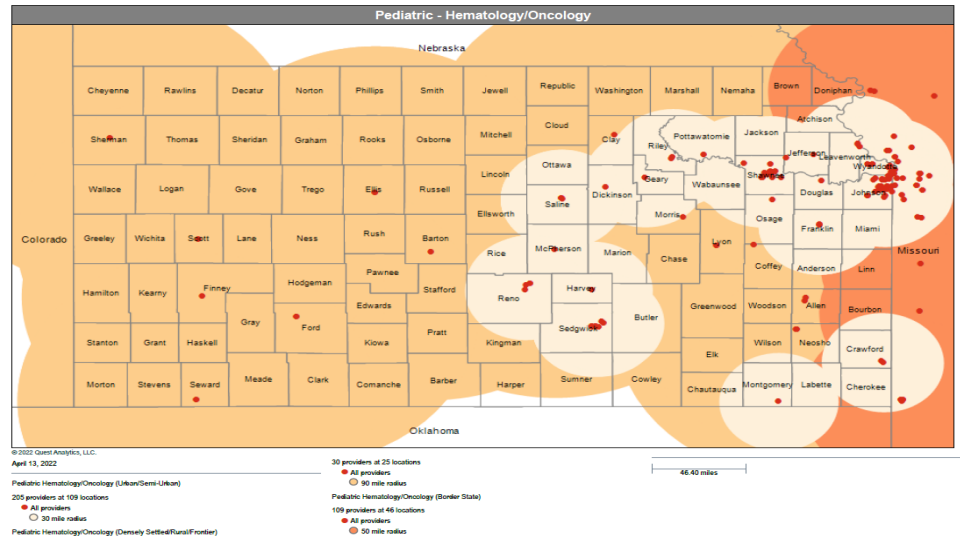 Pediatric - Hematology/Oncology
Nebraska
Cheyenne Rawlins Decatur Norton Phillips Smith Jewell Republic Washington Marshall Nemaha Brown Doniphan
Sherman Thomas Sheridan Graham Rooks Osborne Mitchell Cloud Clay Riley Pottawatomie Jackson Atchison
Jefferson Leavenworth
Wyandotte
Wallace Logan Gove Trego Ellis Russell Lincoln Ottawa Saline Dickinson Geary Wabaunsee Shawnee Douglas Johnson
Ellsworth Morris Osage Franklin Miami
Colorado Greeley Wichita Scott Lane Ness Rush Barton Rice McPherson Marion Chase Lyon Coffey Anderson Linn Missouri
Hamilton Kearny Finney Hodgeman Pawnee Edwards Stafford Reno Harvey Sedgwick Butler Greenwood Woodson Allen Bourbon
Gray Ford
Stanton Grant Haskell Kiowa Pratt Kingman Elk Wilson Neosho Crawford
Morton Stevens Seward Meade Clark Comanche Barber Harper Sumner Cowley Chautauqua Montgomery Labette Cherokee
Oklahoma
© 2022 Quest Analytics, LLC.
April 13, 2022
Pediatric Hematology/Oncology (Urban/Semi-Urban)
205 providers at 109 locations
All providers
30 mile radius
Pediatric Hematology/Oncology (Densely Settled/Rural/Frontier)
30 providers at 25 locations
All providers
90 mile radius
Pediatric Hematology/Oncology (Border State)
109 providers at 46 locations
All providers
50 mile radius
46.40 miles